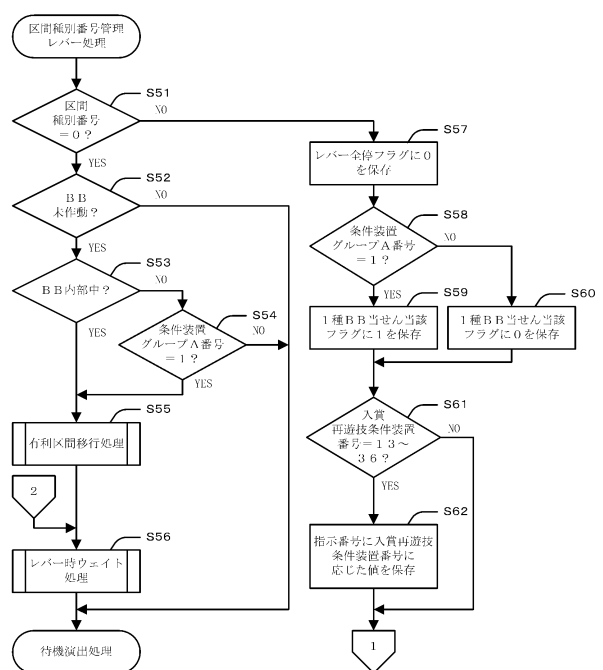 区間種別番号管理
レバー処理
S51
区間
種別番号
=0?
NO
YES
S52
BB
未作動?
NO
YES
S53
BB内部中?
NO
YES
S54
条件装置
グループA番号
=1?
NO
YES
S55
有利区間移行処理
2
S56
レバー時ウェイト
処理
待機演出処理
S57
レバー全停フラグに0
を保存
S58
条件装置
グループA番号
=1?
NO
YES
S59
1種BB当せん当該
フラグに1を保存
S60
1種BB当せん当該
フラグに0を保存
S61
入賞
再遊技条件装置
番号=13~
36?
NO
YES
S62
指示番号に入賞再遊技
条件装置番号に
応じた値を保存
1